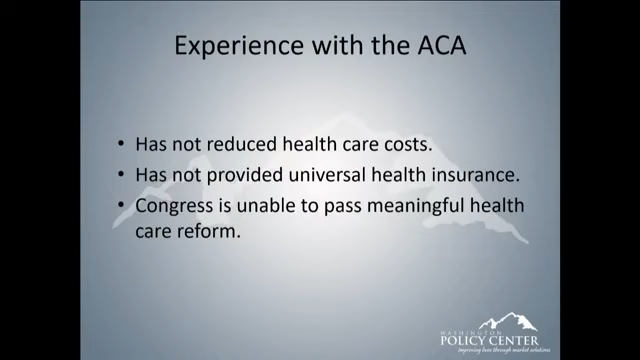 Experience with the ACA
• Has not reduced health care costs.
• Has not provided universal health insurance.
• Congress is unable to pass meaningful health
care reform.
WASHINGTON
POLICY CENTER
Improving lives through market solutions